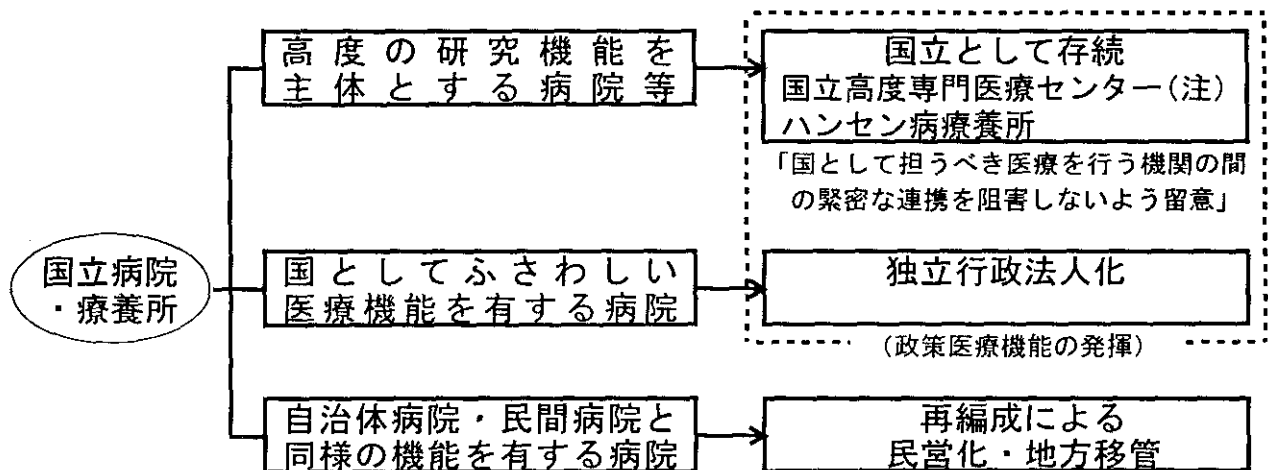 高度の研究機能を
主体とする病院等
国立として存続
国立高度専門医療センター(注)
ハンセン病療養所
「国として担うべき医療を行う機関の間
の緊密な連携を阻害しないよう留意」
国立病院
・療養所
国としてふさわしい
医療機能を有する病院
独立行政法人化
(政策医療機能の発揮)
自治体病院・民間病院と
同様の機能を有する病院
再編成による
民営化・地方移管